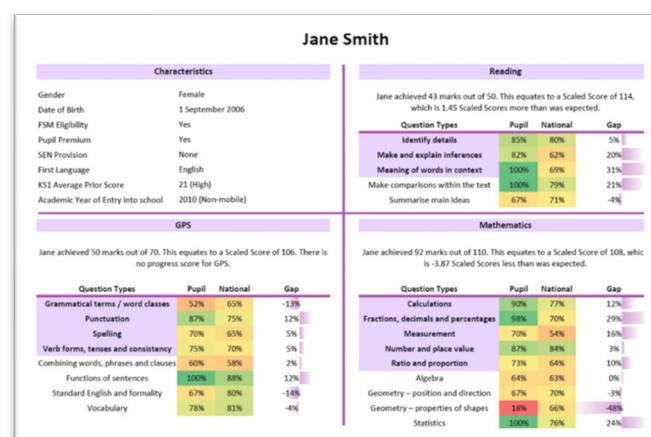 Jane Smith
Characteristics
Gender Female
Date of Birth 1 September 2006
FSM Eligibility Yes
Pupil Premium Yes
SEN Provision None
First Language English
KS1 Average Prior Score 21 (High)
Academic Year of Entry into school 2010 (Non-mobile)
Reading
Jane achieved 43 marks out of 50. This equates to a Scaled Score of 114,
which is 1.45 Scaled Scores more than was expected.
Question Types Pupil National Gap
Identify details 85% 80% 5%
Make and explain inferences 82% 62% 20%
Meaning of words in context 100% 69% 31%
Make comparisons within the text 100% 79% 21%
Summarise main ideas 67% 71% -4%
GPS
Jane achieved 50 marks out of 70. This equates to a Scaled Score of 106. There is
no progress score for GPS.
Question Types Pupil National Gap
Grammatical terms / word classes 52% 65% -13%
Punctuation 87% 75% 12%
Spelling 70% 65% 5%
Verb forms, tenses and consistency 75% 70% 5%
Combining words, phrases and clauses 60% 58% 2%
Functions of sentences 100% 88% 12%
Standard English and formality 67% 80% -14%
Vocabulary 78% 81% -4%
Mathematics
Jane achieved 92 marks out of 110. This equates to a Scaled Score of 108, whic
is -3.87 Scaled Scores less than was expected.
Question Types Pupil National Gap
Calculations 90% 77% 12%
Fractions, decimals and percentages 98% 70% 29%
Measurement 70% 54% 16%
Number and place value 87% 84% 3%
Ratio and proportion 73% 64% 10%
Algebra 64% 63% 0%
Geometry – position and direction 67% 70% -3%
Geometry – properties of shapes 18% 66% -48%
Statistics 100% 76% 24%